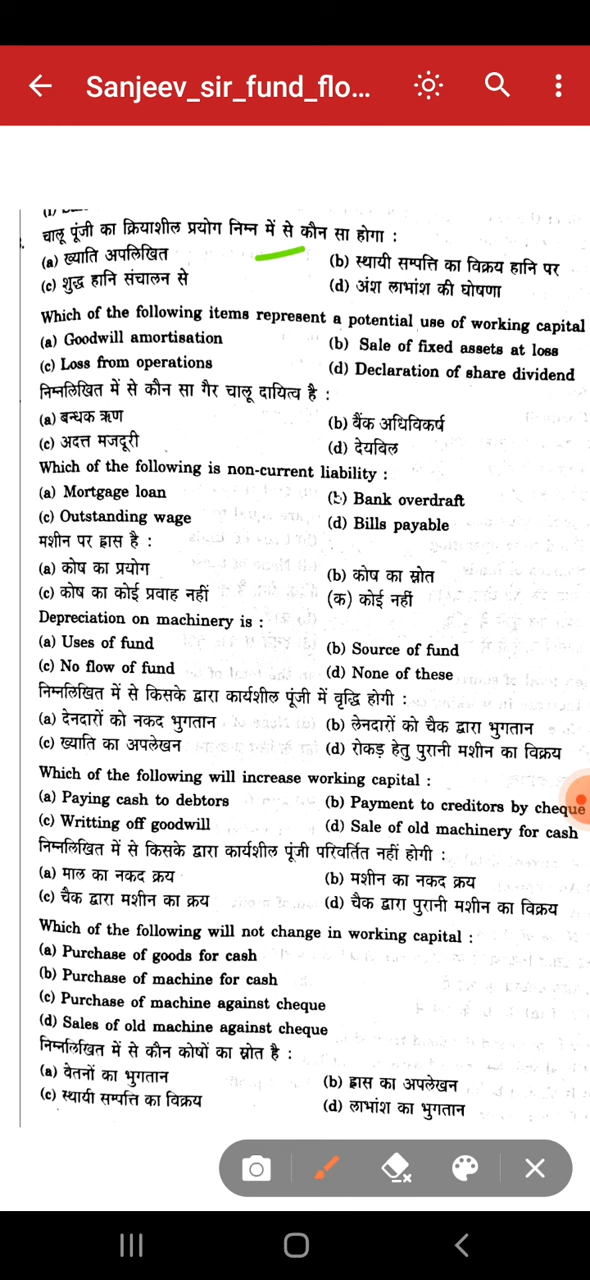 Sanjeev_sir_fund_flo...
चालू पूंजी का क्रियाशील प्रयोग निम्न में से कौन सा होगा :
(a) ख्याति अपलिखित (b) स्थायी सम्पत्ति का विक्रय हानि पर
(c) शुद्ध हानि संचालन से (d) अंश लाभांश की घोषणा
Which of the following items represent a potential use of working capital
(a) Goodwill amortisation (b) Sale of fixed assets at loss
(c) Loss from operations (d) Declaration of share dividend
निम्नलिखित में से कौन सा गैर चालू दायित्व है :
(a) बन्धक ऋण (b) बैंक अधिविकर्ष
(c) अदत्त मजदूरी (d) देयबिल
Which of the following is non-current liability :
(a) Mortgage loan (b) Bank overdraft
(c) Outstanding wage (d) Bills payable
मशीन पर ह्रास है :
(a) कोष का प्रयोग (b) कोष का स्रोत
(c) कोष का कोई प्रवाह नहीं (क) कोई नहीं
Depreciation on machinery is :
(a) Uses of fund (b) Source of fund
(c) No flow of fund (d) None of these
निम्नलिखित में से किसके द्वारा कार्यशील पूंजी में वृद्धि होगी :
(a) देनदारों को नकद भुगतान (b) लेनदारों को चैक द्वारा भुगतान
(c) ख्याति का अपलेखन (d) रोकड़ हेतु पुरानी मशीन का विक्रय
Which of the following will increase working capital :
(a) Paying cash to debtors (b) Payment to creditors by cheque
(c) Writting off goodwill (d) Sale of old machinery for cash
निम्नलिखित में से किसके द्वारा कार्यशील पूंजी परिवर्तित नहीं होगी :
(a) माल का नकद क्रय (b) मशीन का नकद क्रय
(c) चैक द्वारा मशीन का क्रय (d) चैक द्वारा पुरानी मशीन का विक्रय
Which of the following will not change in working capital :
(a) Purchase of goods for cash
(b) Purchase of machine for cash
(c) Purchase of machine against cheque
(d) Sales of old machine against cheque
निम्नलिखित में से कौन कोषों का स्रोत है :
(a) वेतनों का भुगतान (b) ह्रास का अपलेखन
(c) स्थायी सम्पत्ति का विक्रय (d) लाभांश का भुगतान